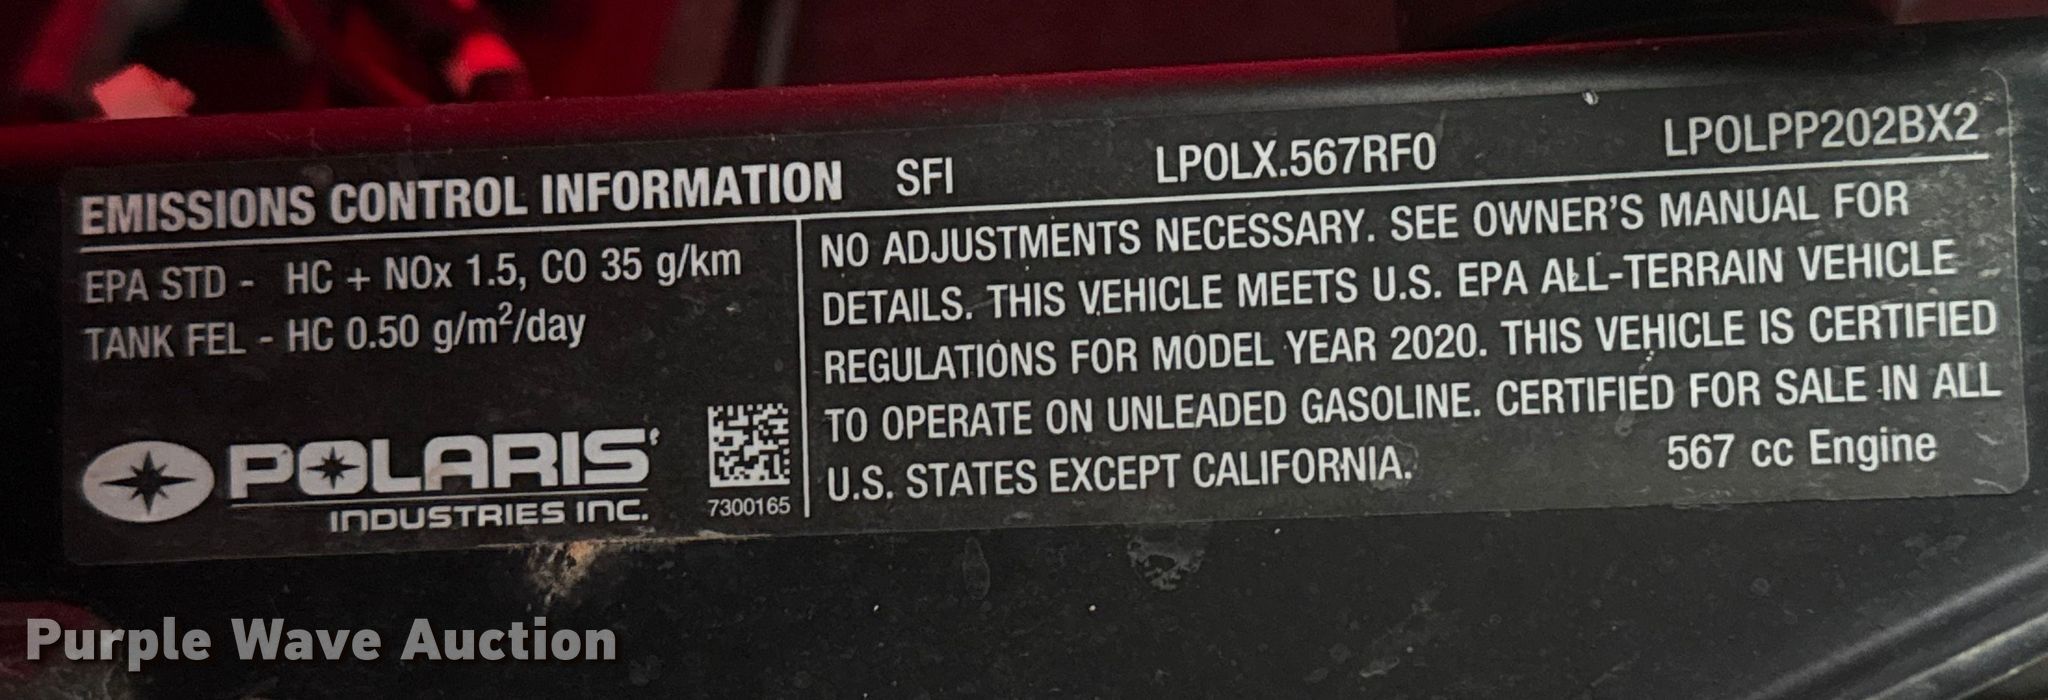 EMISSIONS CONTROL INFORMATION SFI LPOLX.567RF0 LPOLPP202BX2
EPA STD - HC + NOx 1.5, CO 35 g/km
TANK FEL - HC 0.50 g/m²/day
POLARIS
INDUSTRIES INC.
7300165
NO ADJUSTMENTS NECESSARY. SEE OWNER'S MANUAL FOR
DETAILS. THIS VEHICLE MEETS U.S. EPA ALL-TERRAIN VEHICLE
REGULATIONS FOR MODEL YEAR 2020. THIS VEHICLE IS CERTIFIED
TO OPERATE ON UNLEADED GASOLINE. CERTIFIED FOR SALE IN ALL
U.S. STATES EXCEPT CALIFORNIA.
567 cc Engine
Purple Wave Auction